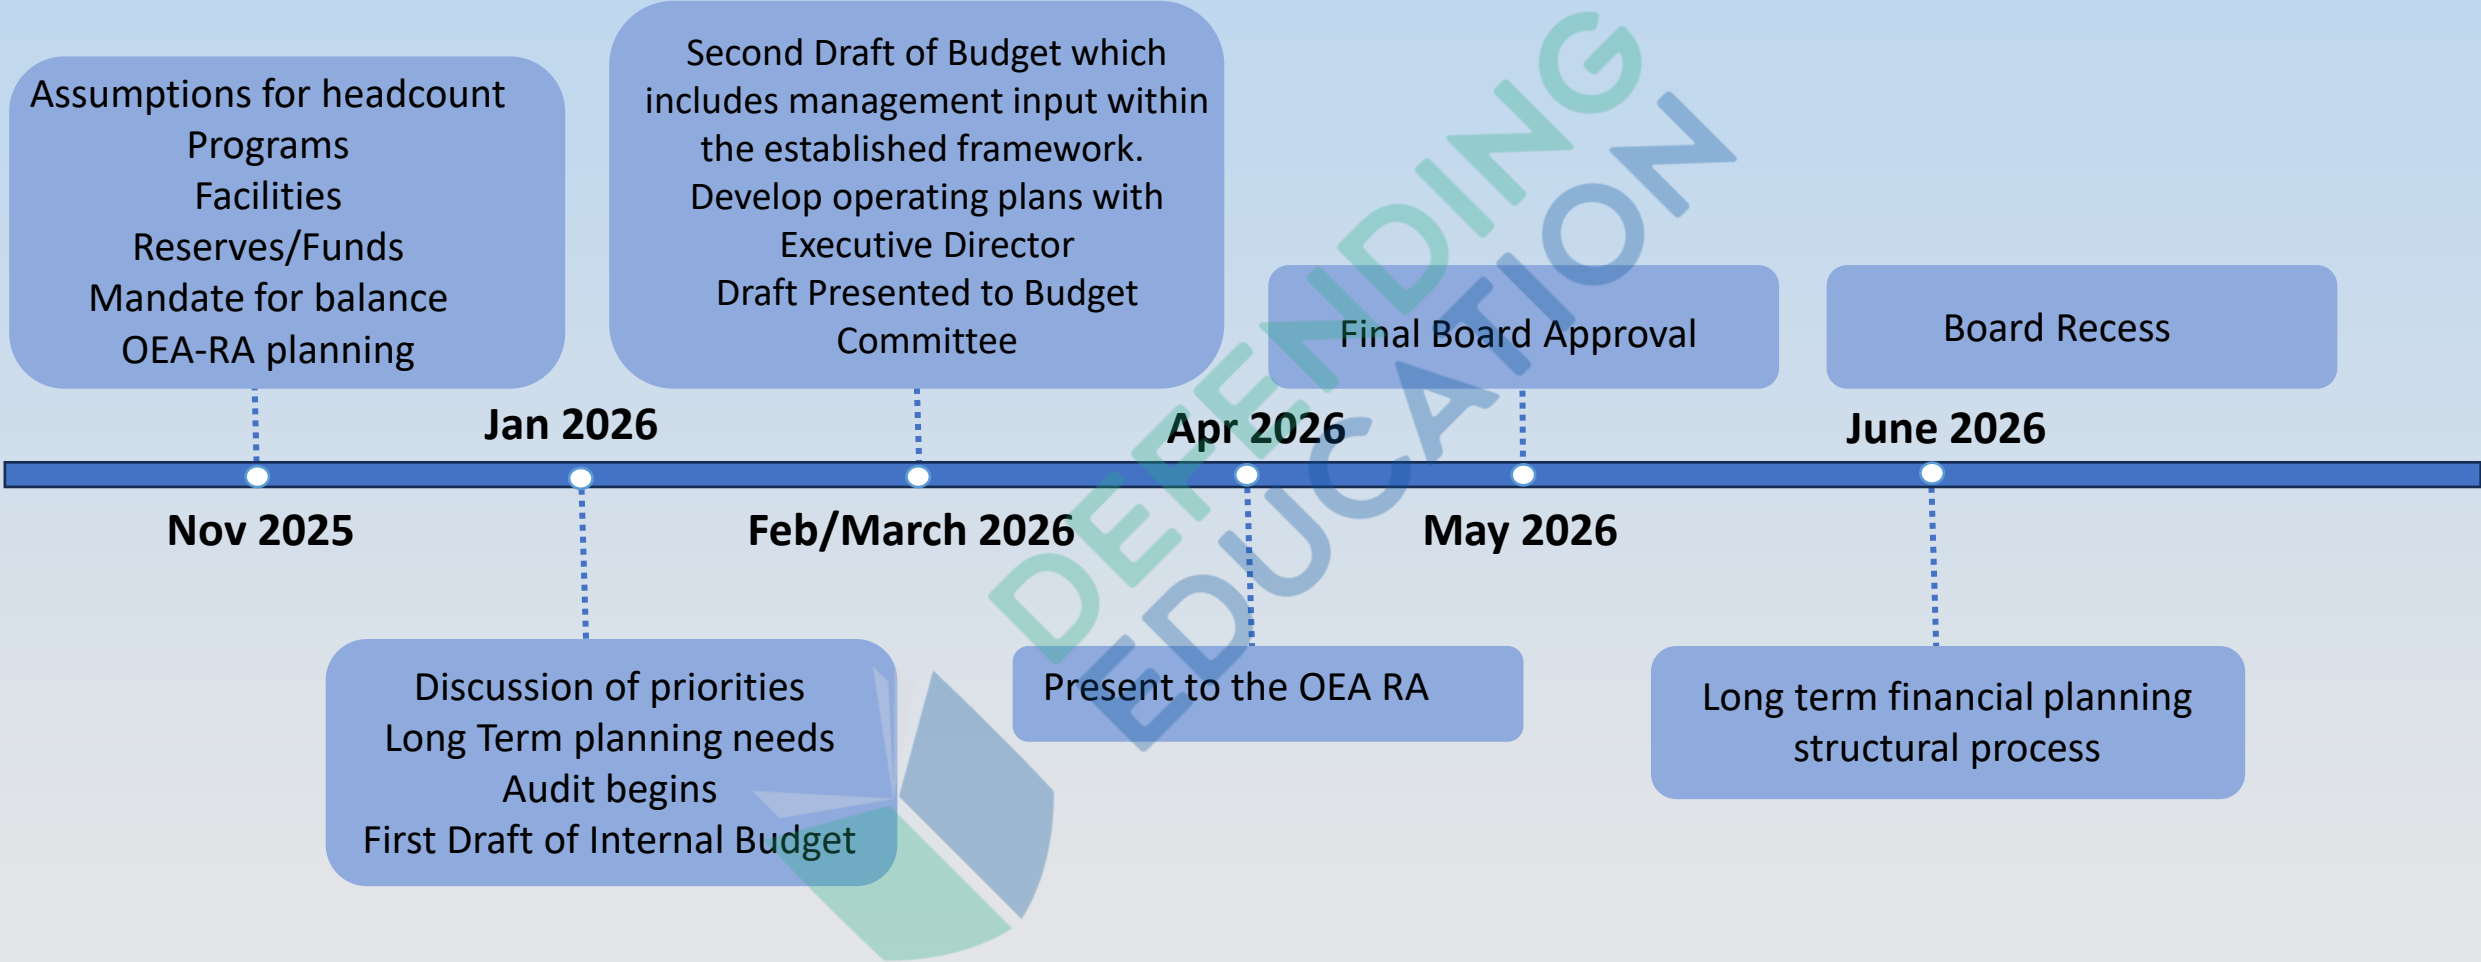 Assumptions for headcount
Programs
Facilities
Reserves/Funds
Mandate for balance
OEA-RA planning
Second Draft of Budget which
includes management input within
the established framework.
Develop operating plans with
Executive Director
Draft Presented to Budget
Committee
Final Board Approval
Board Recess
Jan 2026
Apr 2026
June 2026
Nov 2025
Feb/March 2026
May 2026
Discussion of priorities
Long Term planning needs
Audit begins
First Draft of Internal Budget
Present to the OEA RA
Long term financial planning
structural process
DEFENDING
EDUCATION